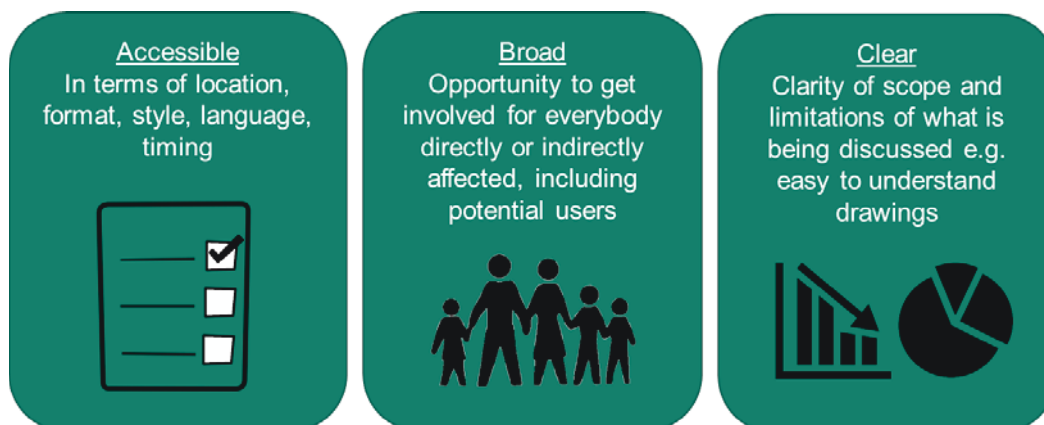 Accessible
In terms of location,
format, style, language,
timing
Broad
Opportunity to get
involved for everybody
directly or indirectly
affected, including
potential users
Clear
Clarity of scope and
limitations of what is
being discussed e.g.
easy to understand
drawings